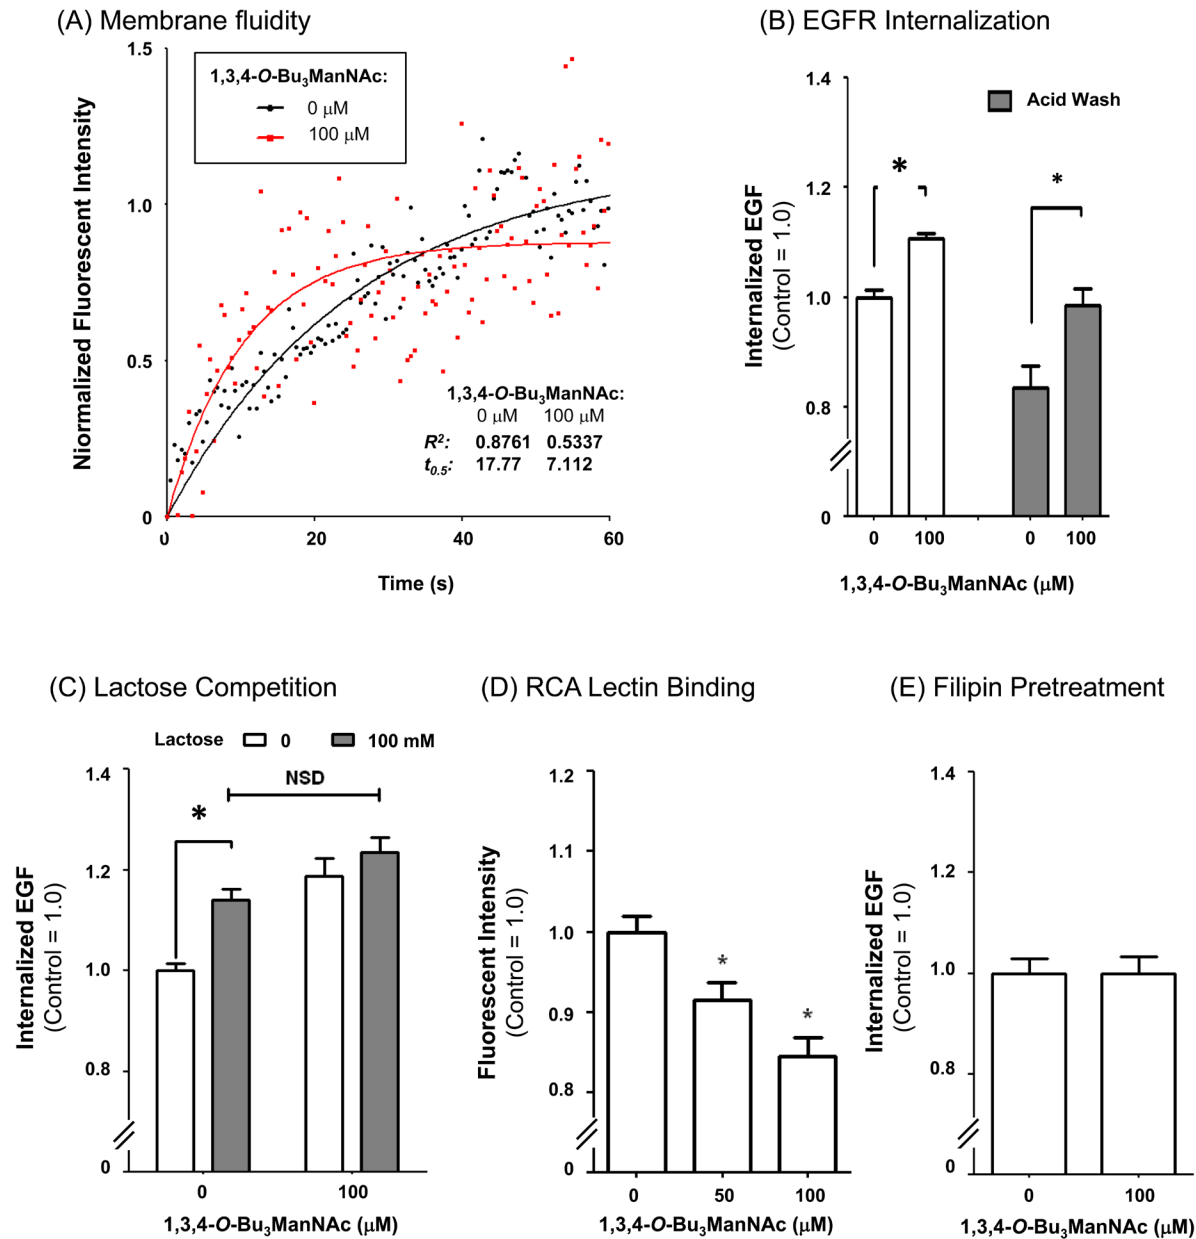 (A) Membrane fluidity
1.5
1.0
0.5
0
Niormalized Fluorescent Intensity
1,3,4-O-Bu3ManNAc:
0 μM
100 μM
1,3,4-O-Bu3ManNAc:
0 μM 100 μM
R2: 0.8761 0.5337
t0.5: 17.77 7.112
0 20 40 60
Time (s)
(B) EGFR Internalization
1.4
1.2
1.0
0.8
0
Internalized EGF
(Control = 1.0)
Acid Wash
*
*
0 100 0 100
1,3,4-O-Bu3ManNAc (μM)
(C) Lactose Competition
Lactose 0 100 mM
1.4
1.2
1.0
0.8
0
Internalized EGF
(Control = 1.0)
NSD
*
0 100
1,3,4-O-Bu3ManNAc (μM)
(D) RCA Lectin Binding
1.2
1.1
1.0
0.9
0.8
0
Fluorescent Intensity
(Control = 1.0)
*
*
0 50 100
1,3,4-O-Bu3ManNAc (μM)
(E) Filipin Pretreatment
1.4
1.2
1.0
0.8
0
Internalized EGF
(Control = 1.0)
0 100
1,3,4-O-Bu3ManNAc (μM)